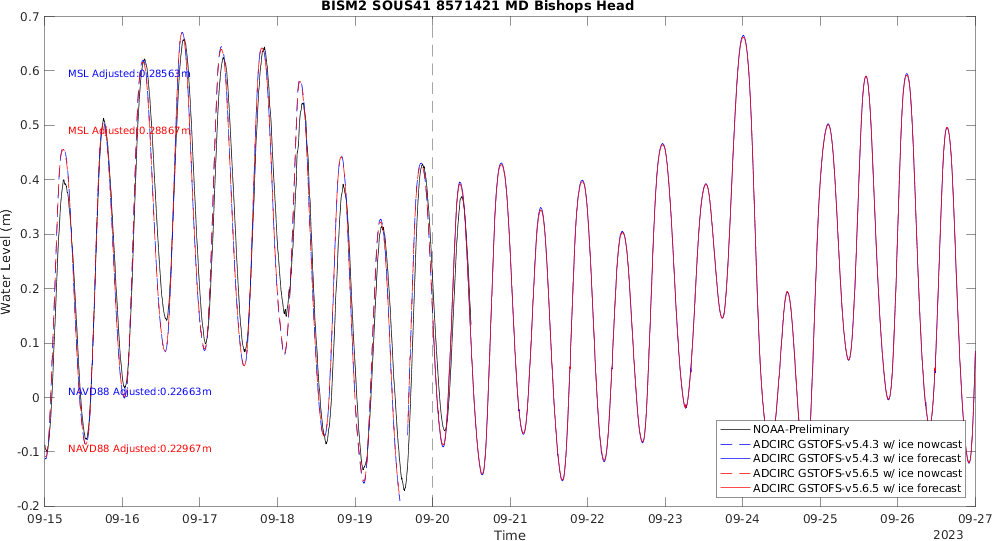 BISM2 SOUS41 8571421 MD Bishops Head
0.7
0.6
0.5
0.4
0.3
0.2
0.1
0
-0.1
-0.2
Water Level (m)
MSL Adjusted:0.28563m
MSL Adjusted:0.28867m
NAVD88 Adjusted:0.22663m
NAVD88 Adjusted:0.22967m
NOAA-Preliminary
ADCIRC GSTOFS-v5.4.3 w/ ice nowcast
ADCIRC GSTOFS-v5.4.3 w/ ice forecast
ADCIRC GSTOFS-v5.6.5 w/ ice nowcast
ADCIRC GSTOFS-v5.6.5 w/ ice forecast
09-15 09-16 09-17 09-18 09-19 09-20 09-21 09-22 09-23 09-24 09-25 09-26 09-27
Time
2023